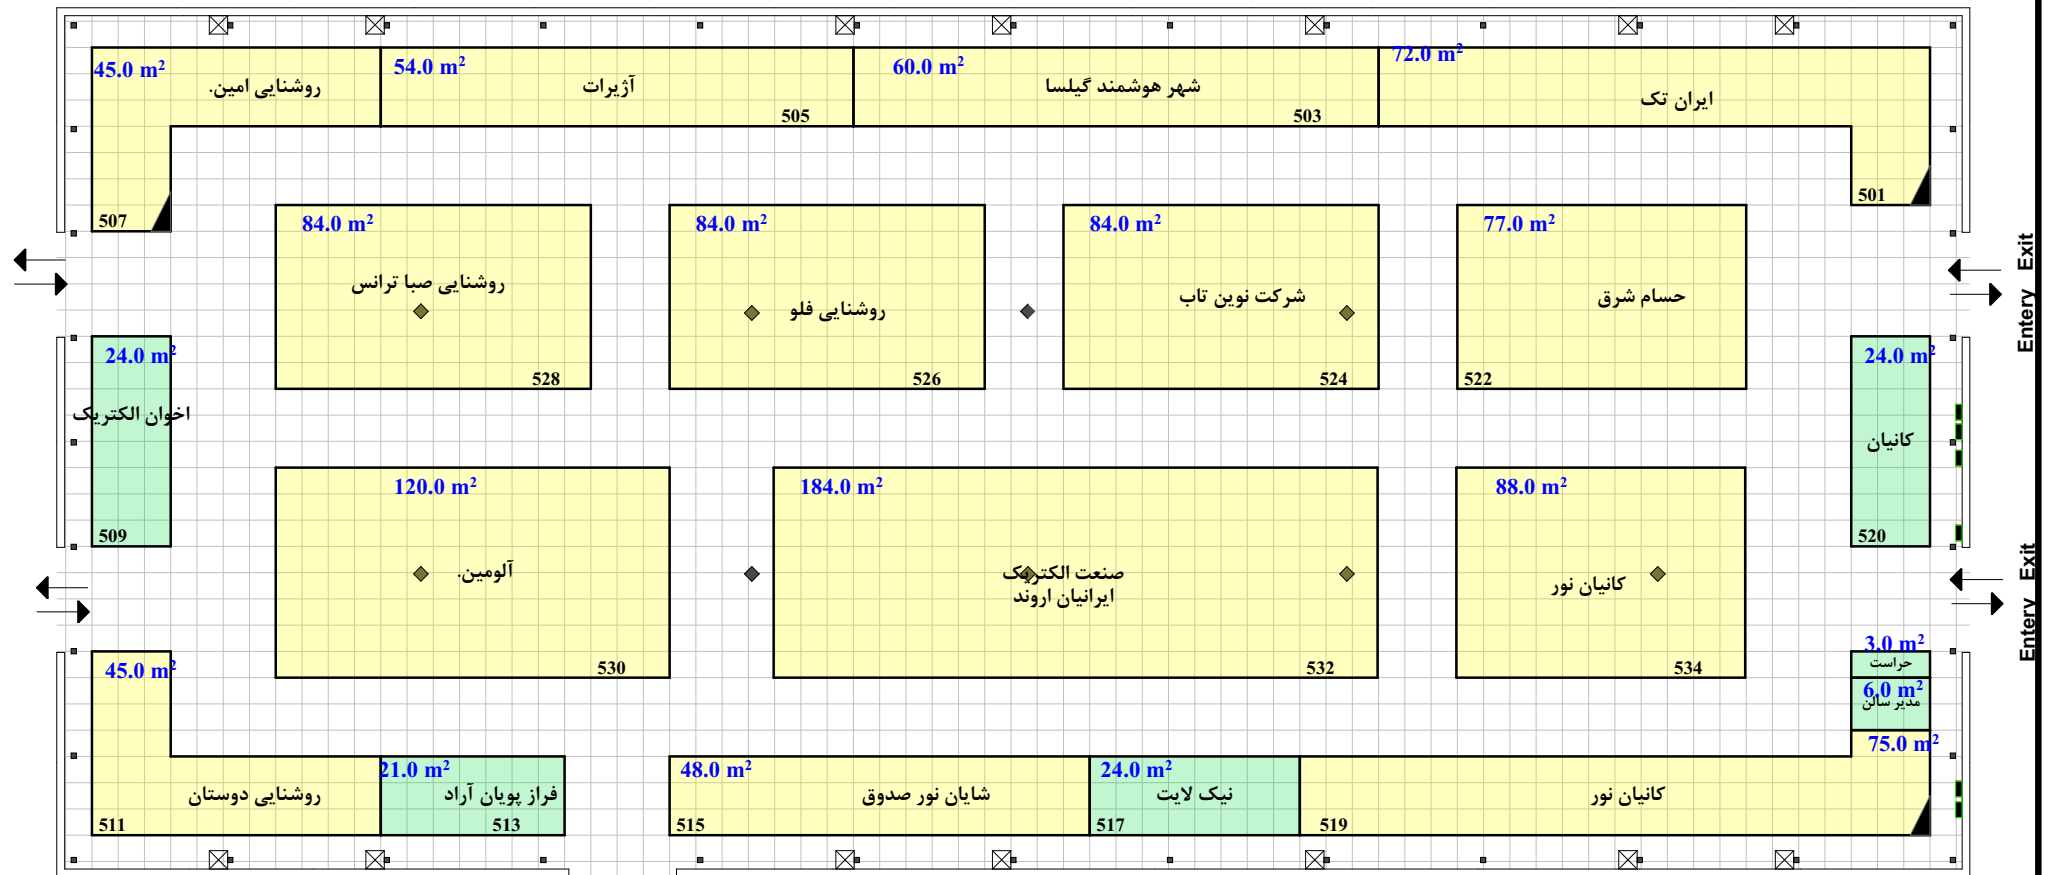 45.0 m²
روشنایی امین.
507
54.0 m²
آژیرات
505
60.0 m²
شهر هوشمند گیلسا
503
72.0 m²
ایران تک
501
84.0 m²
روشنایی صبا ترانس
528
84.0 m²
روشنایی فلو
526
84.0 m²
شرکت نوین تاب
524
77.0 m²
حسام شرق
522
Entery Exit
24.0 m²
اخوان الکتریک
509
24.0 m²
کانیان
520
120.0 m²
آلومین.
530
184.0 m²
صنعت الکتریک
ایرانیان اروند
532
88.0 m²
کانیان نور
534
Entery Exit
3.0 m²
حراست
6.0 m²
مدیر سالن
45.0 m²
روشنایی دوستان
511
21.0 m²
فراز پویان آراد
513
48.0 m²
شایان نور صدوق
515
24.0 m²
نیک لایت
517
75.0 m²
کانیان نور
519